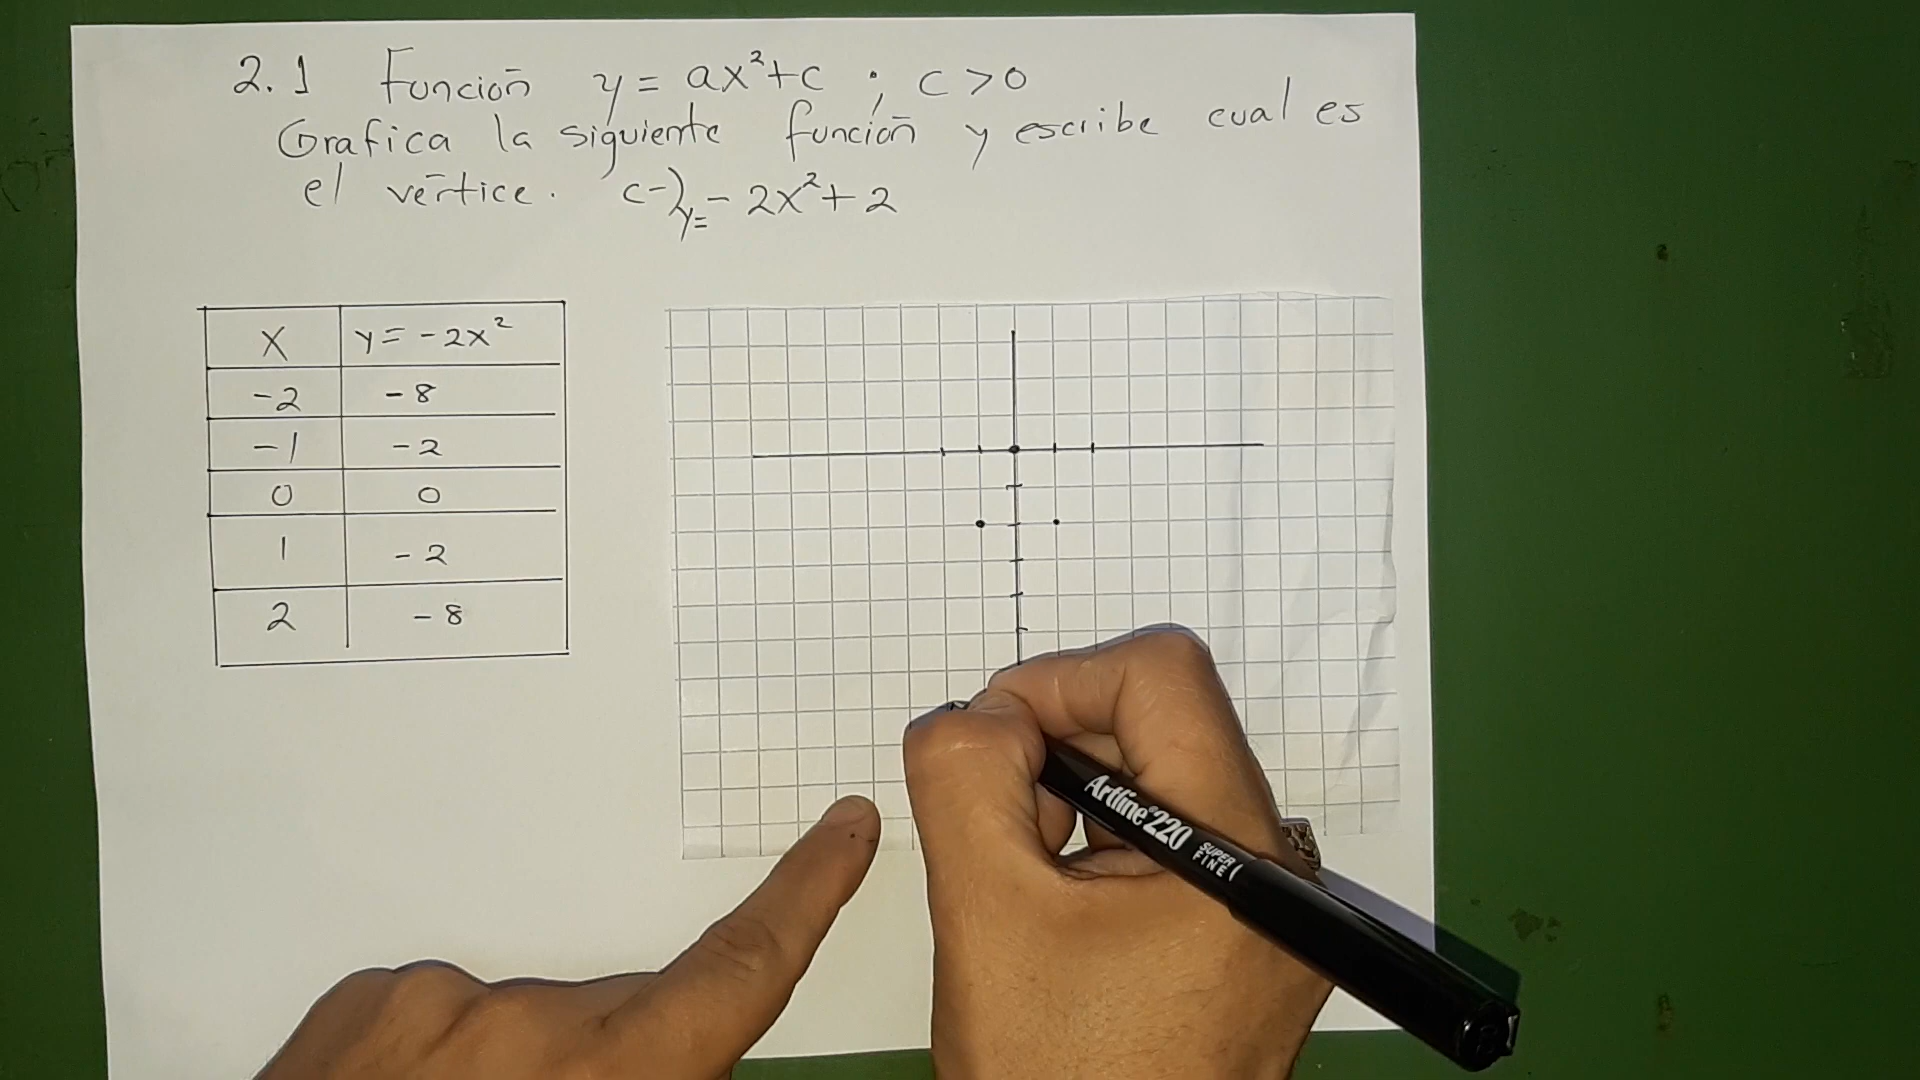 2.1 Función y = ax²+c ; c > 0
Grafica la siguiente función y escribe cual es
el vértice. c-) y= - 2x²+2
X y = -2x²
-2 -8
-1 -2
0 0
1 -2
2 -8
Artline 220
SUPER
FINE